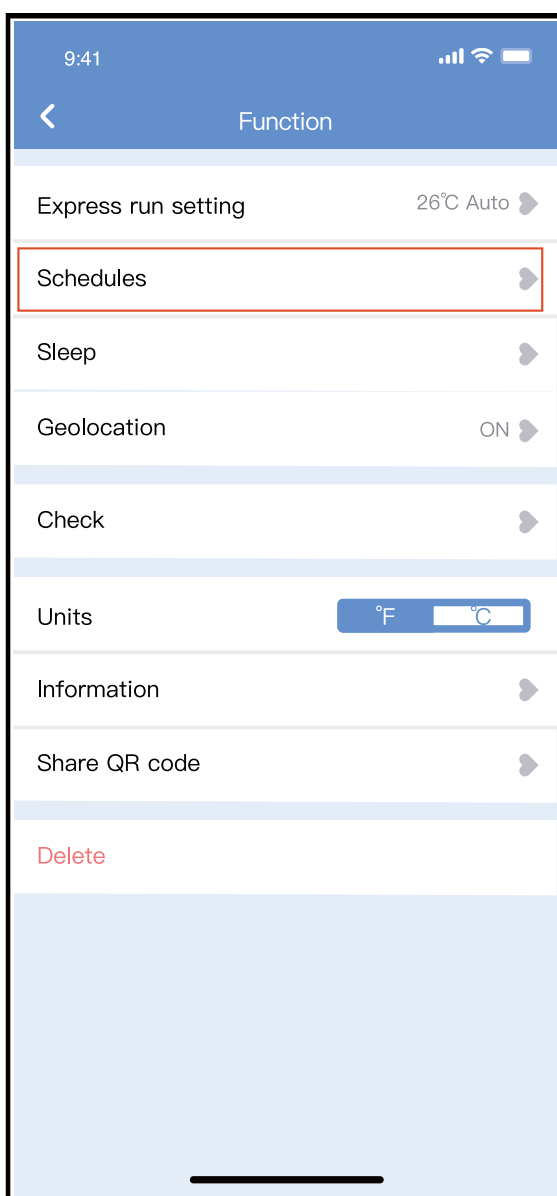 9:41
Function
Express run setting 26℃ Auto
Schedules
Sleep
Geolocation ON
Check
Units ℉ ℃
Information
Share QR code
Delete